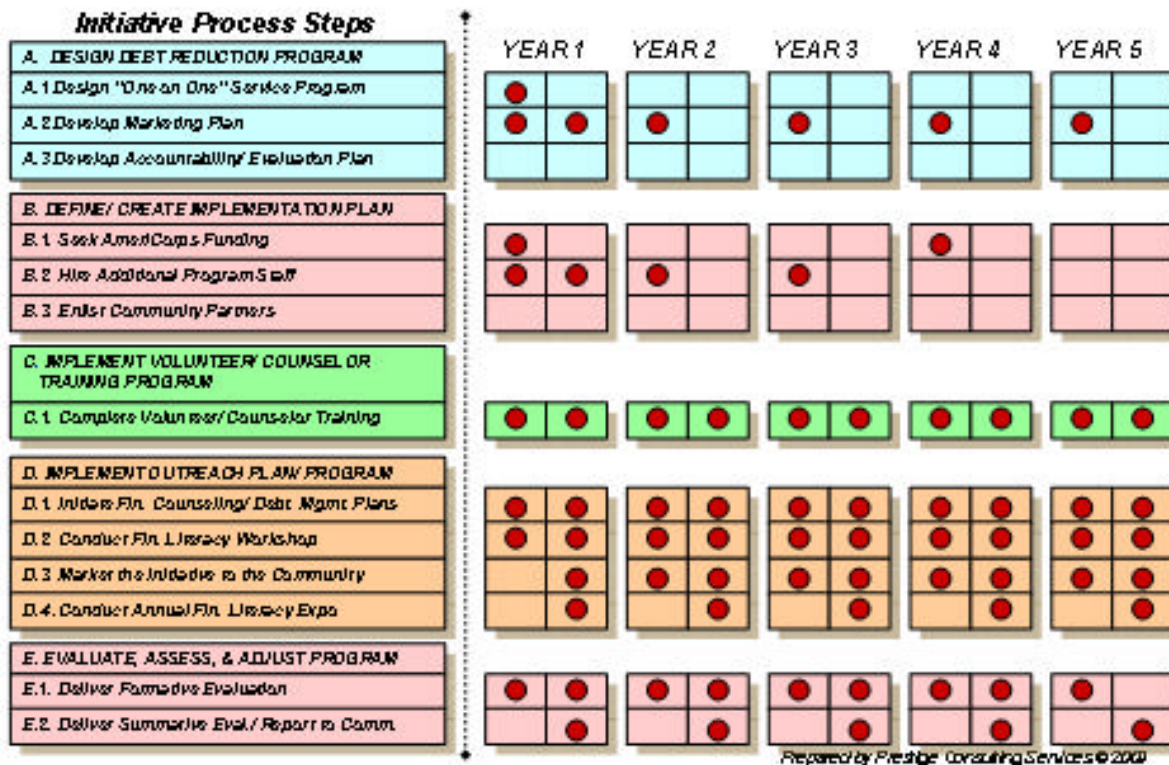 Initiative Process Steps
YEAR 1 YEAR 2 YEAR 3 YEAR 4 YEAR 5
A. DESIGN DEBT REDUCTION PROGRAM
A.1 Design "One on One" Service Program
A.2 Develop Marketing Plan
A.3 Develop Accountability/ Evaluation Plan
B. DEFINE/ CREATE IMPLEMENTATION PLAN
B.1 Seek AmeriCorps Funding
B.2 Hire Additional Program Staff
B.3 Enlist Community Partners
C. IMPLEMENT VOLUNTEER/ COUNSELOR
TRAINING PROGRAM
C.1. Complete Volunteer/ Counselor Training
D. IMPLEMENT OUTREACH PLAN/ PROGRAM
D.1 Initiate Fin. Counseling/ Debt Mgmt Plans
D.2 Conduct Fin. Literacy Workshop
D.3 Market the Initiative to the Community
D.4. Conduct Annual Fin. Literacy Expo
E. EVALUATE, ASSESS, & ADJUST PROGRAM
E.1. Deliver Formative Evaluation
E.2. Deliver Summative Eval./ Report to Comm.
Prepared by Prestige Consulting Services © 2009